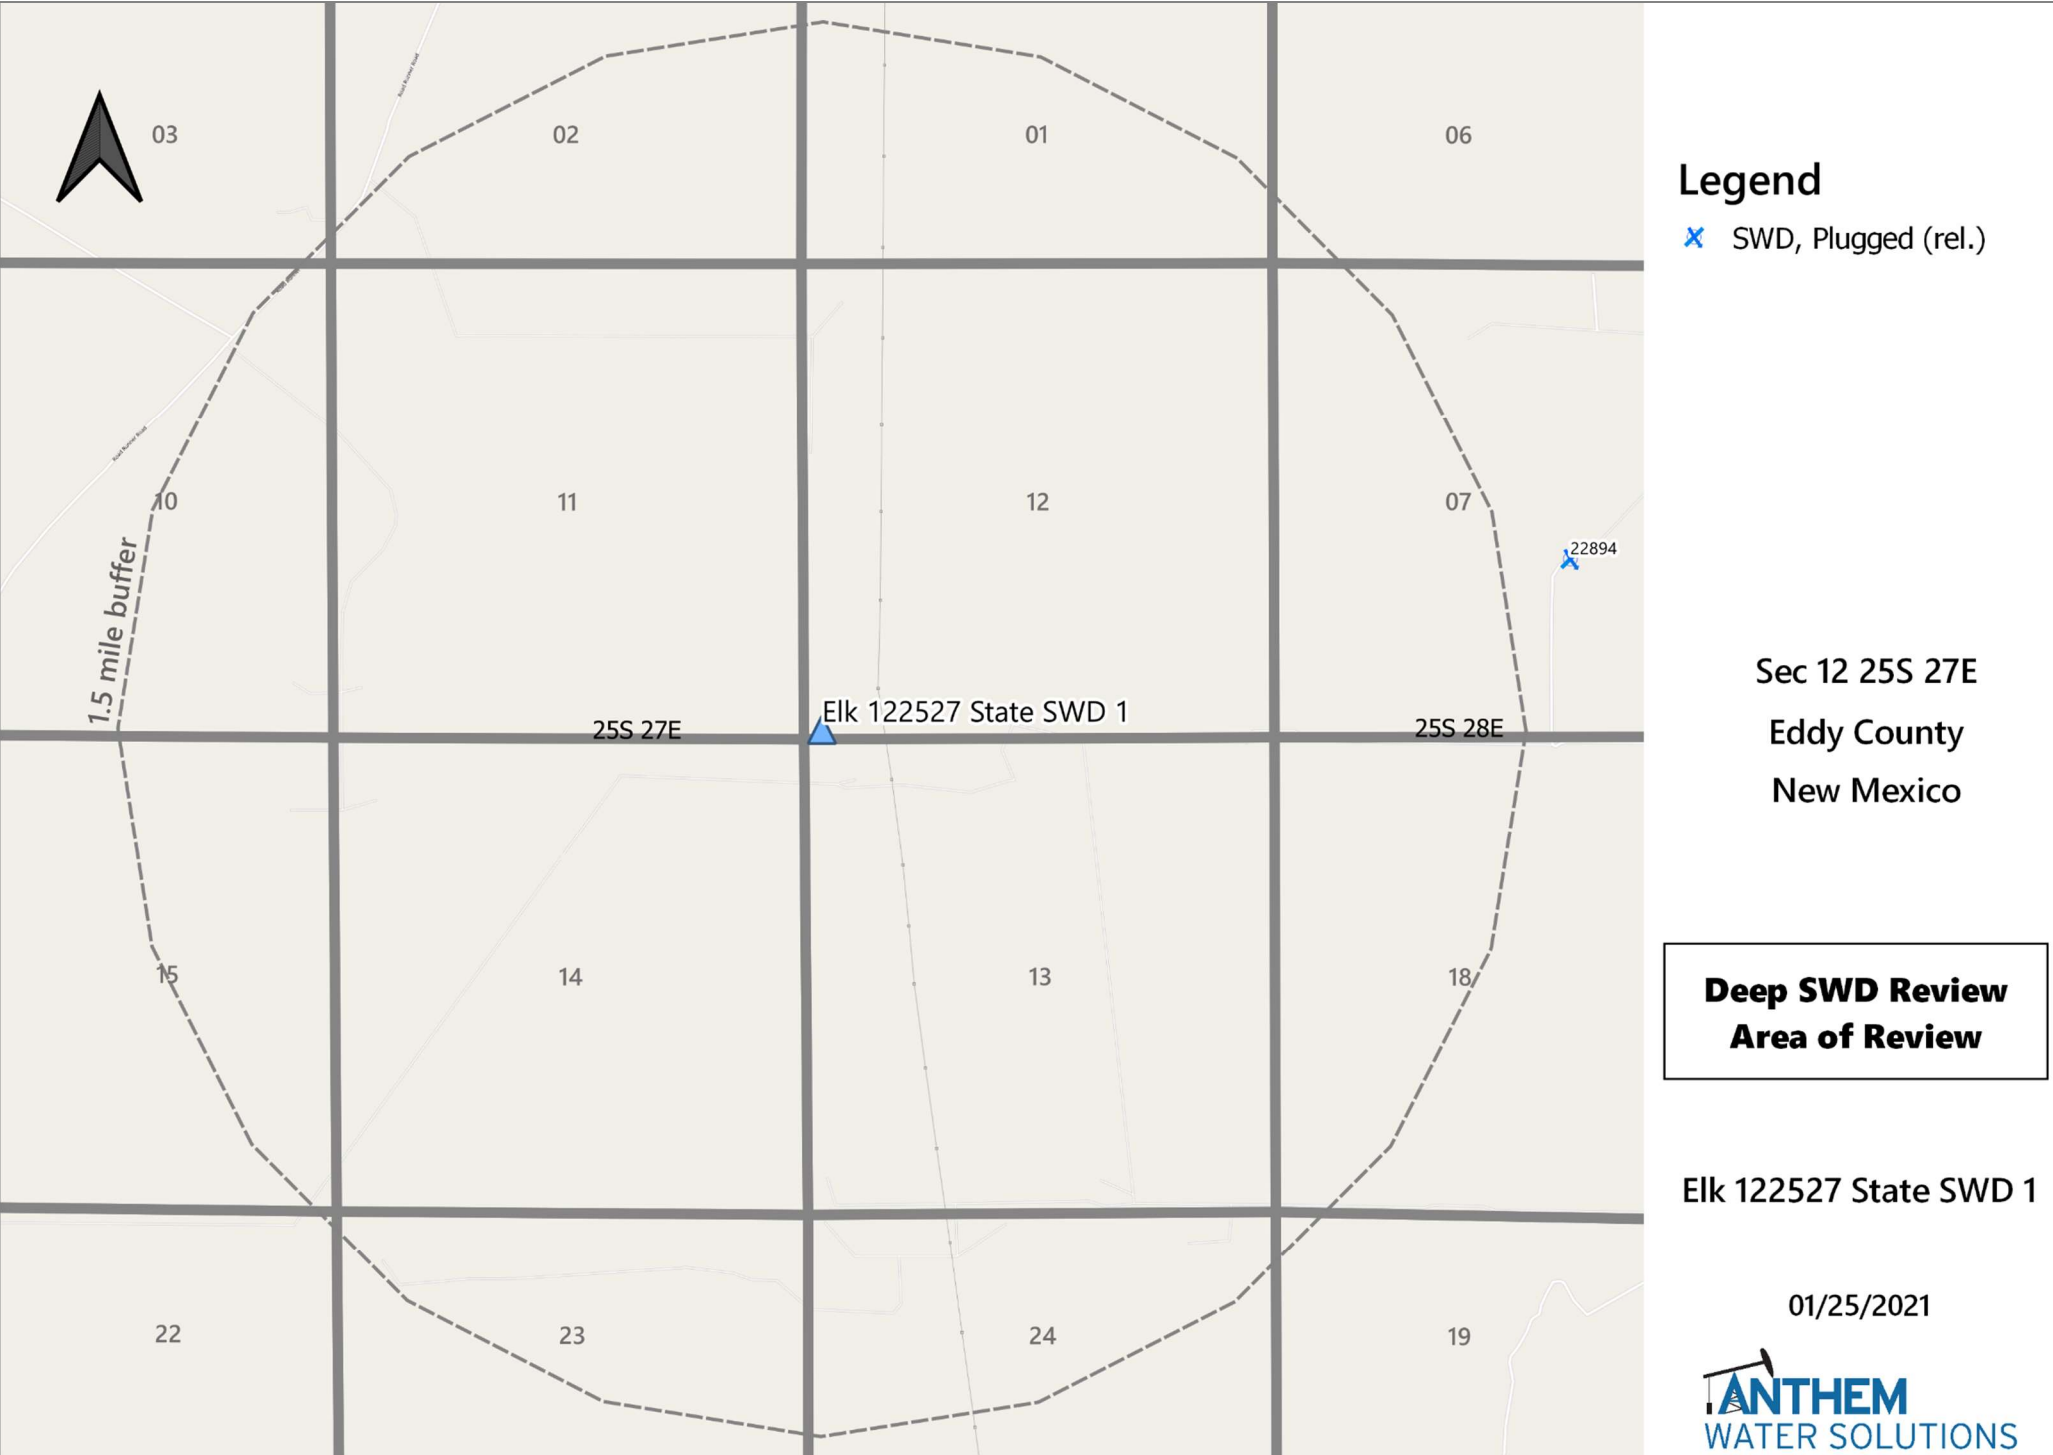 03
02
01
06
10
11
12
07
22894
1.5 mile buffer
Elk 122527 State SWD 1
25S 27E
25S 28E
15
14
13
18
22
23
24
19
Legend
SWD, Plugged (rel.)
Sec 12 25S 27E
Eddy County
New Mexico
Deep SWD Review
Area of Review
Elk 122527 State SWD 1
01/25/2021
ANTHEM
WATER SOLUTIONS